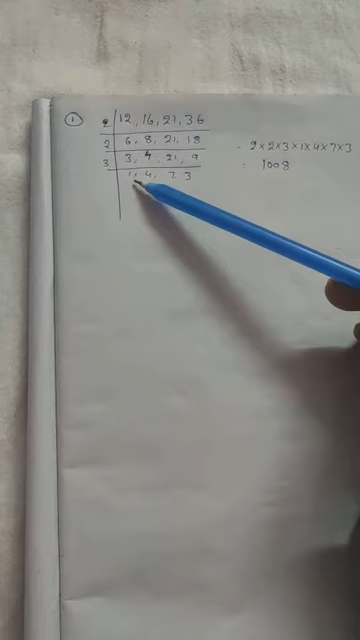 ① 2 | 12, 16, 21, 36
2 | 6, 8, 21, 18
3 | 3, 4, 21, 9
1, 4, 7, 3
= 2×2×3×1×4×7×3
= 1008